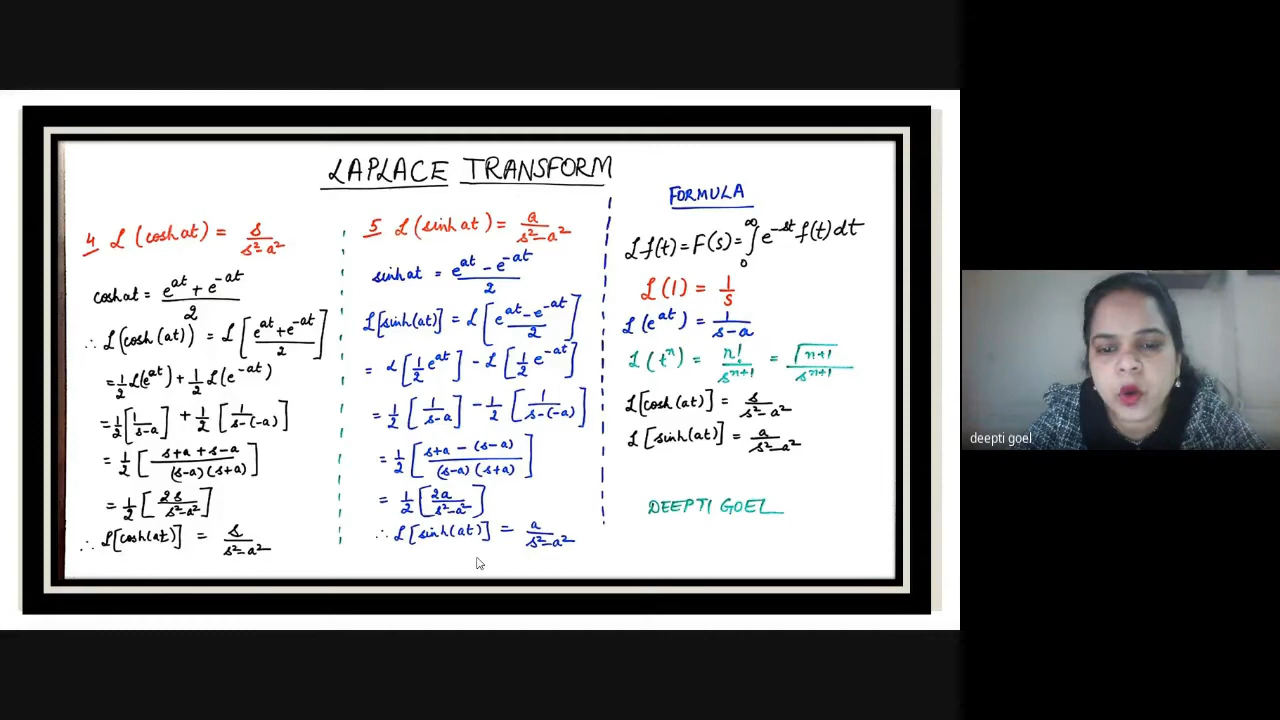 LAPLACE TRANSFORM
4 L (cosh at) = s / s²-a²
cosh at = e^at + e^-at / 2
∴ L(cosh(at)) = L [e^at + e^-at / 2]
= 1/2 L(e^at) + 1/2 L(e^-at)
= 1/2 [1/s-a] + 1/2 [1/s-(-a)]
= 1/2 [s+a + s-a / (s-a)(s+a)]
= 1/2 [2s / s²-a²]
∴ L[cosh(at)] = s / s²-a²
5 L (sinh at) = a / s²-a²
sinh at = e^at - e^-at / 2
L[sinh(at)] = L [e^at - e^-at / 2]
= L [1/2 e^at] - L [1/2 e^-at]
= 1/2 [1/s-a] - 1/2 [1/s-(-a)]
= 1/2 [s+a - (s-a) / (s-a)(s+a)]
= 1/2 [2a / s²-a²]
∴ L[sinh(at)] = a / s²-a²
FORMULA
L f(t) = F(s) = ∫₀^∞ e^-st f(t) dt
L (1) = 1/s
L(e^at) = 1/s-a
L (t^n) = n!/s^n+1 = Γn+1/s^n+1
L[cosh(at)] = s / s²-a²
L [sinh(at)] = a / s²-a²
DEEPTI GOEL
deepti goel